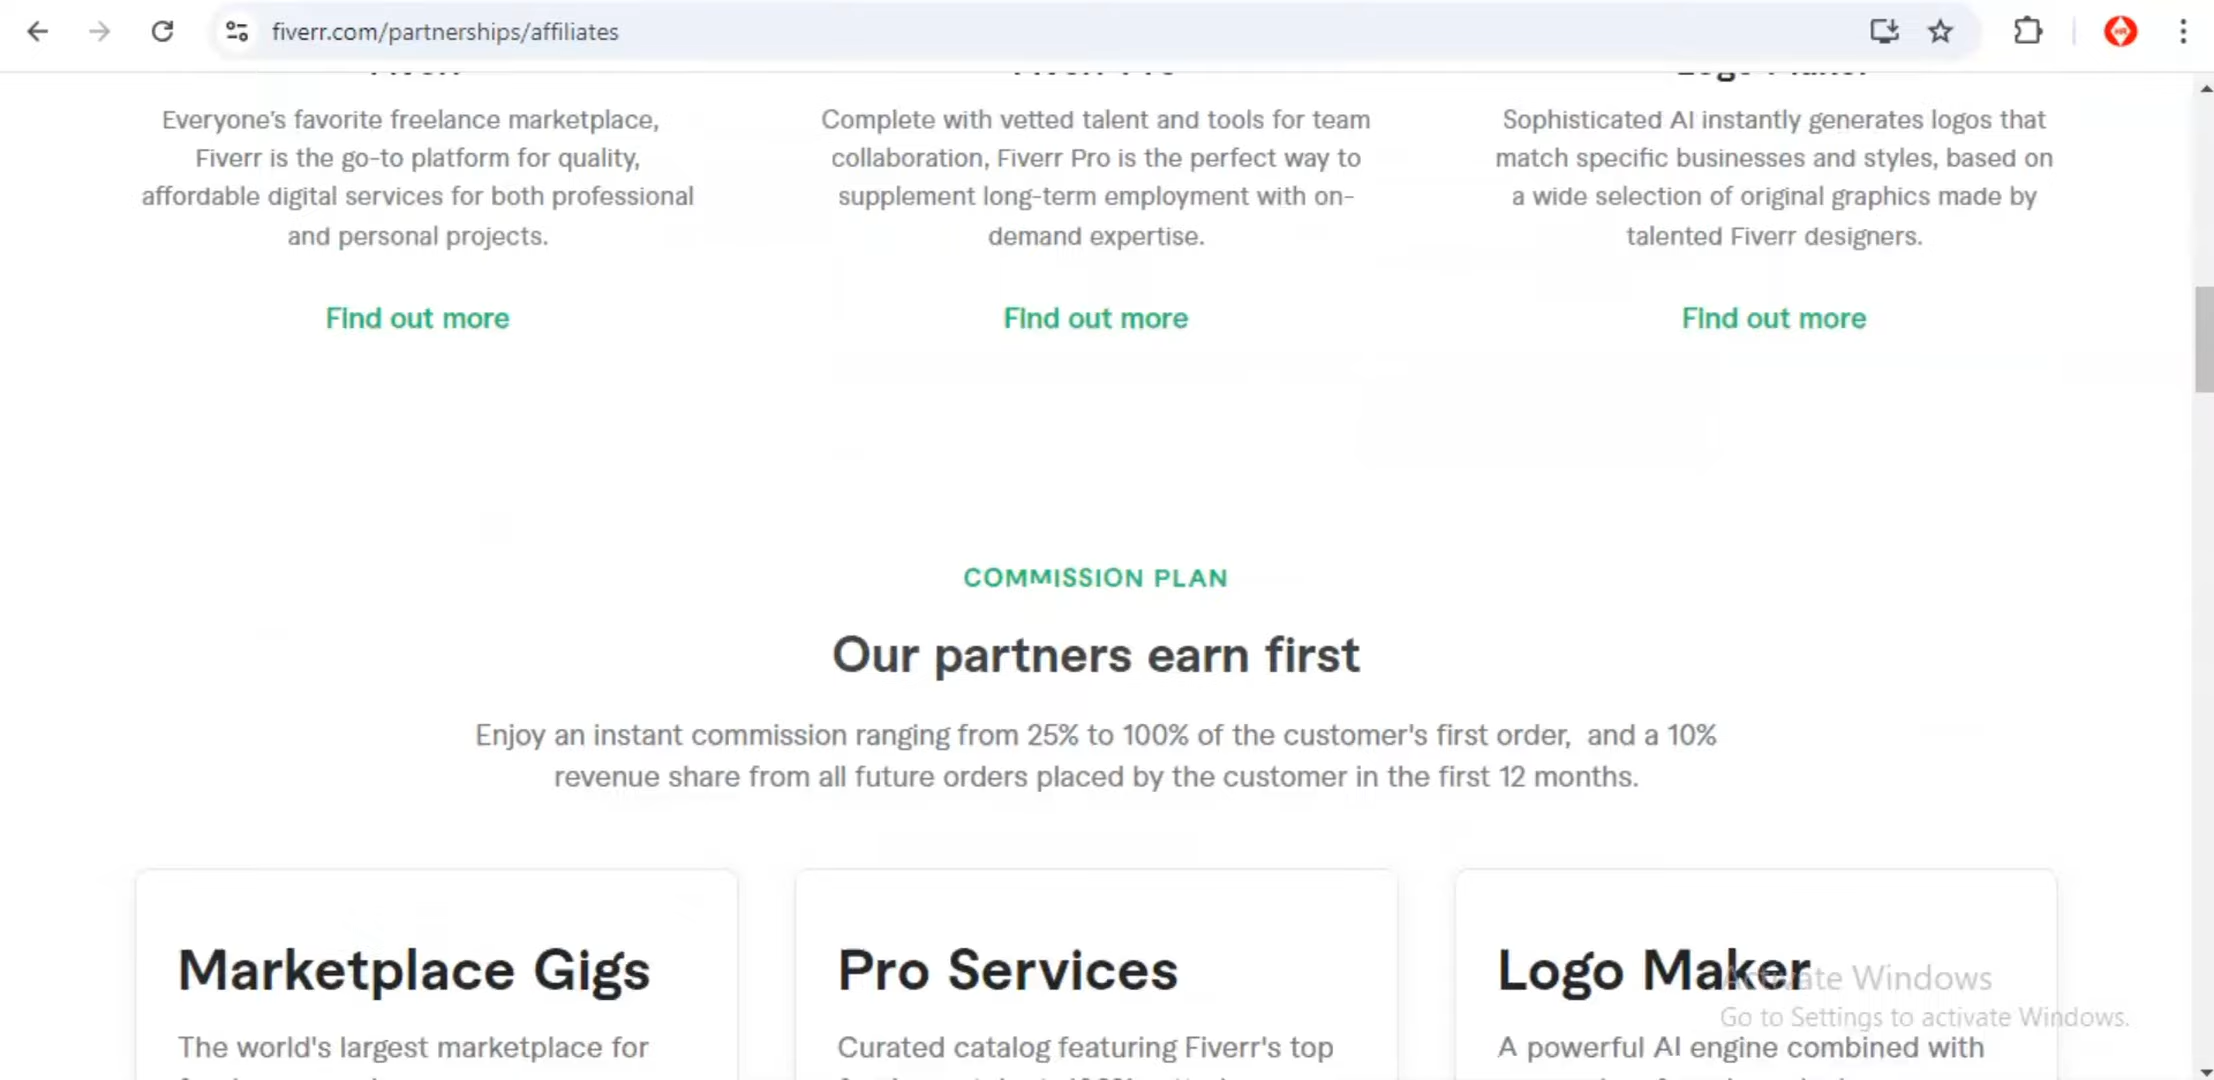 fiverr.com/partnerships/affiliates
Everyone's favorite freelance marketplace,
Fiverr is the go-to platform for quality,
affordable digital services for both professional
and personal projects.
Find out more
Complete with vetted talent and tools for team
collaboration, Fiverr Pro is the perfect way to
supplement long-term employment with on-
demand expertise.
Find out more
Sophisticated AI instantly generates logos that
match specific businesses and styles, based on
a wide selection of original graphics made by
talented Fiverr designers.
Find out more
COMMISSION PLAN
Our partners earn first
Enjoy an instant commission ranging from 25% to 100% of the customer's first order, and a 10%
revenue share from all future orders placed by the customer in the first 12 months.
Marketplace Gigs
The world's largest marketplace for
Pro Services
Curated catalog featuring Fiverr's top
Logo Maker
A powerful AI engine combined with
Activate Windows
Go to Settings to activate Windows.